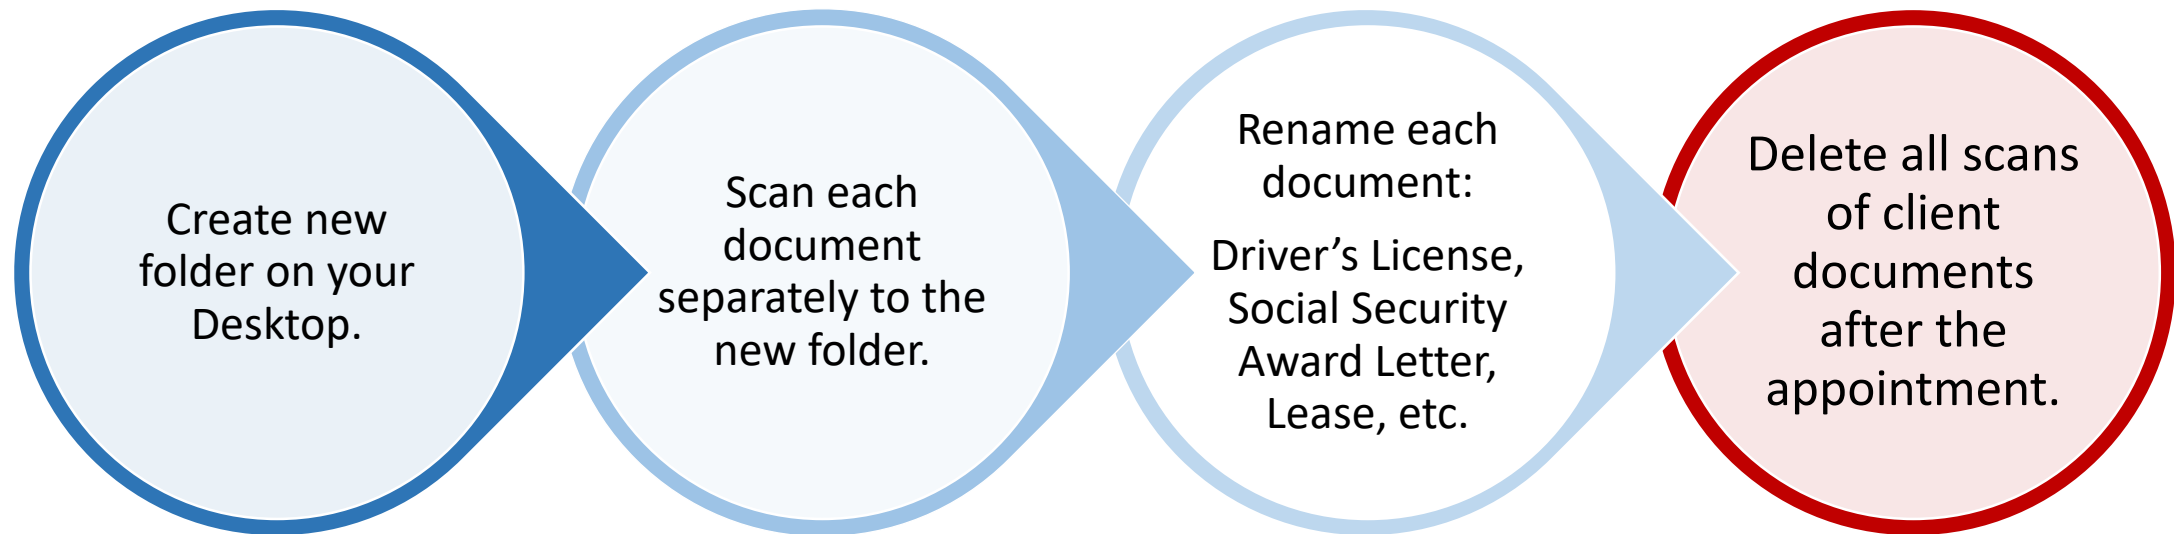 Create new
folder on your
Desktop.
Scan each
document
separately to the
new folder.
Rename each
document:
Driver’s License,
Social Security
Award Letter,
Lease, etc.
Delete all scans
of client
documents
after the
appointment.